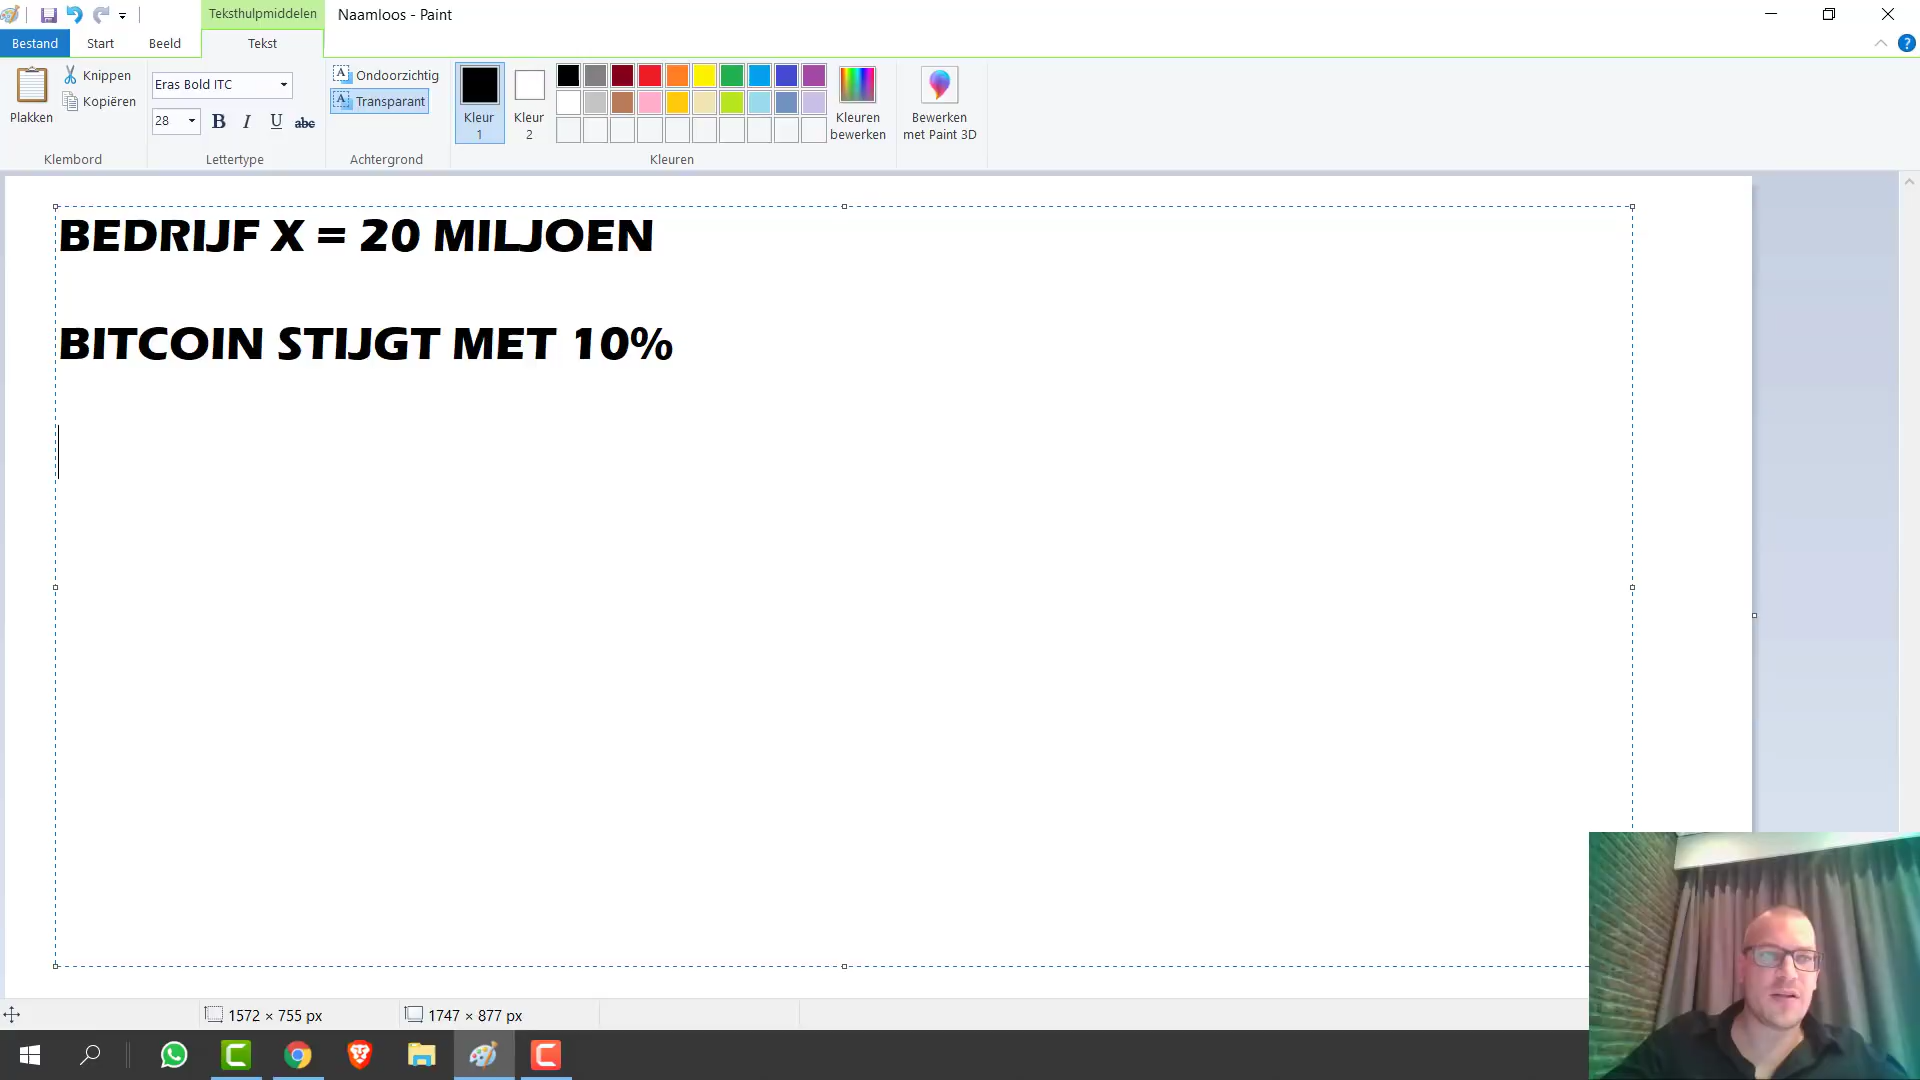 Teksthulpmiddelen
Naamloos - Paint
Bestand
Start
Beeld
Tekst
Plakken
Knippen
Kopiëren
Klembord
Eras Bold ITC
28
B I U abc
Lettertype
Ondoorzichtig
Transparant
Achtergrond
Kleur
1
Kleur
2
Kleuren
bewerken
Kleuren
Bewerken
met Paint 3D
BEDRIJF X = 20 MILJOEN
BITCOIN STIJGT MET 10%
1572 × 755 px
1747 × 877 px